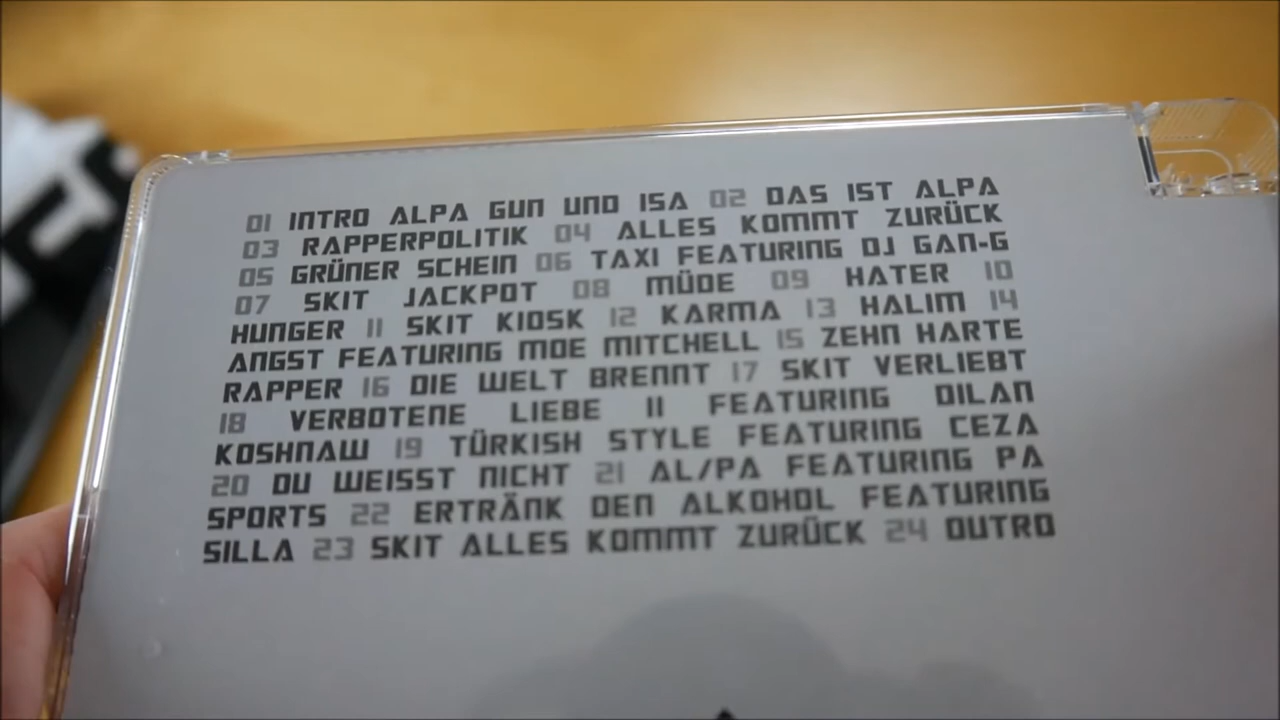 01 INTRO ALPA GUN UND ISA 02 DAS IST ALPA
03 RAPPERPOLITIK 04 ALLES KOMMT ZURÜCK
05 GRÜNER SCHEIN 06 TAXI FEATURING DJ GAN-G
07 SKIT JACKPOT 08 MÜDE 09 HATER 10
HUNGER 11 SKIT KIOSK 12 KARMA 13 HALIM 14
ANGST FEATURING MOE MITCHELL 15 ZEHN HARTE
RAPPER 16 DIE WELT BRENNT 17 SKIT VERLIEBT
18 VERBOTENE LIEBE II FEATURING DILAN
KOSHNAW 19 TÜRKISH STYLE FEATURING CEZA
20 DU WEISST NICHT 21 AL/PA FEATURING PA
SPORTS 22 ERTRÄNK DEN ALKOHOL FEATURING
SILLA 23 SKIT ALLES KOMMT ZURÜCK 24 OUTRO